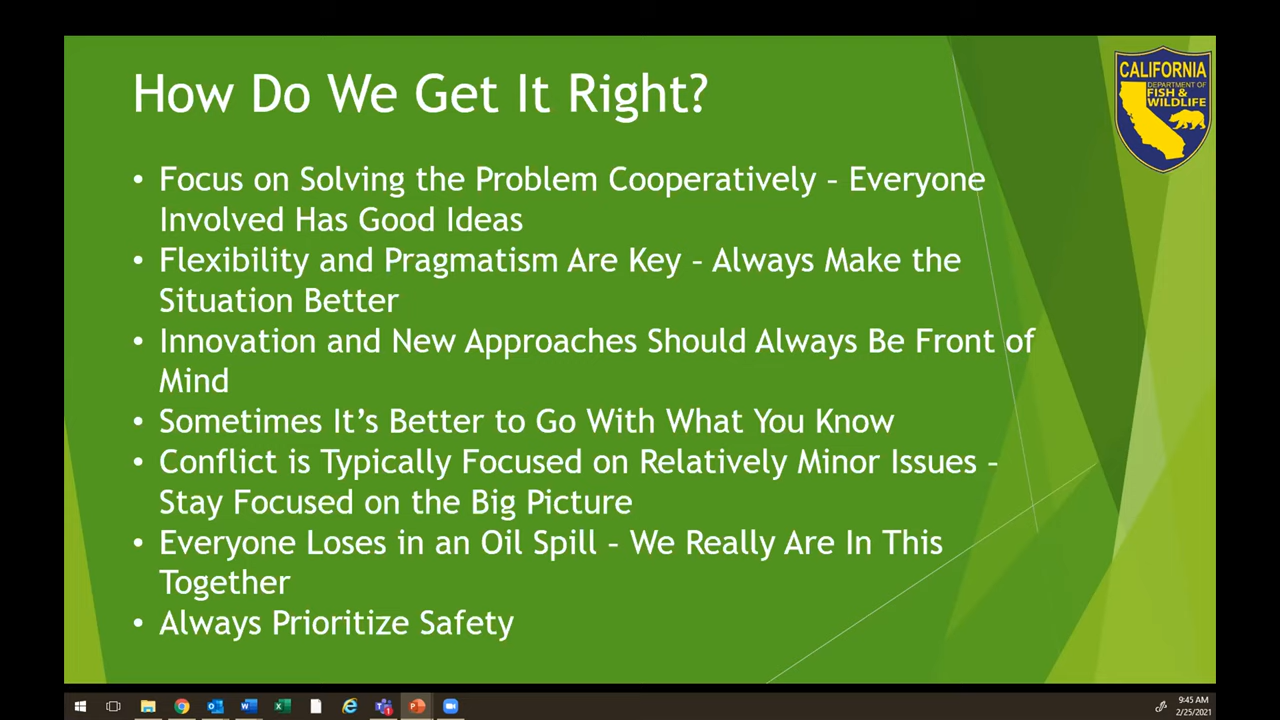 How Do We Get It Right?
CALIFORNIA
DEPARTMENT OF
FISH &
WILDLIFE
• Focus on Solving the Problem Cooperatively – Everyone
Involved Has Good Ideas
• Flexibility and Pragmatism Are Key – Always Make the
Situation Better
• Innovation and New Approaches Should Always Be Front of
Mind
• Sometimes It’s Better to Go With What You Know
• Conflict is Typically Focused on Relatively Minor Issues –
Stay Focused on the Big Picture
• Everyone Loses in an Oil Spill – We Really Are In This
Together
• Always Prioritize Safety
9:45 AM
2/25/2021